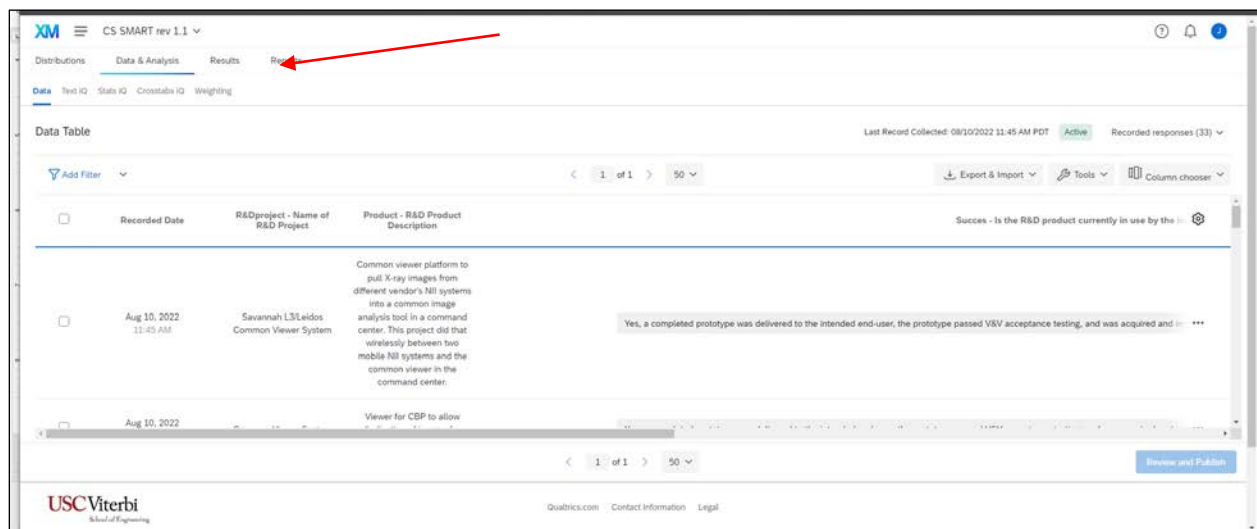 XM CS SMART rev 1.1
J
Distributions Data & Analysis Results
Data Text iQ Stats iQ Crosstabs iQ Weighting
Data Table Last Record Collected: 08/10/2022 11:45 AM PDT Active Recorded responses (33)
Add Filter 1 of 1 50 Export & Import Tools Column chooser
Recorded Date R&Dproject - Name of R&D Project Product - R&D Product Description Succes - Is the R&D product currently in use by the
Common viewer platform to
pull X-ray images from
different vendor's NII systems
into a common image
analysis tool in a command
center. This project did that
wirelessly between two
mobile NII systems and the
common viewer in the
command center.
Aug 10, 2022
11:45 AM
Savannah L3/Leidos
Common Viewer System
Yes, a completed prototype was delivered to the intended end-user, the prototype passed V&V acceptance testing, and was acquired and
Aug 10, 2022
Viewer for CBP to allow
1 of 1 50 Review and Publish
USC Viterbi
School of Engineering
Qualtrics.com Contact Information Legal